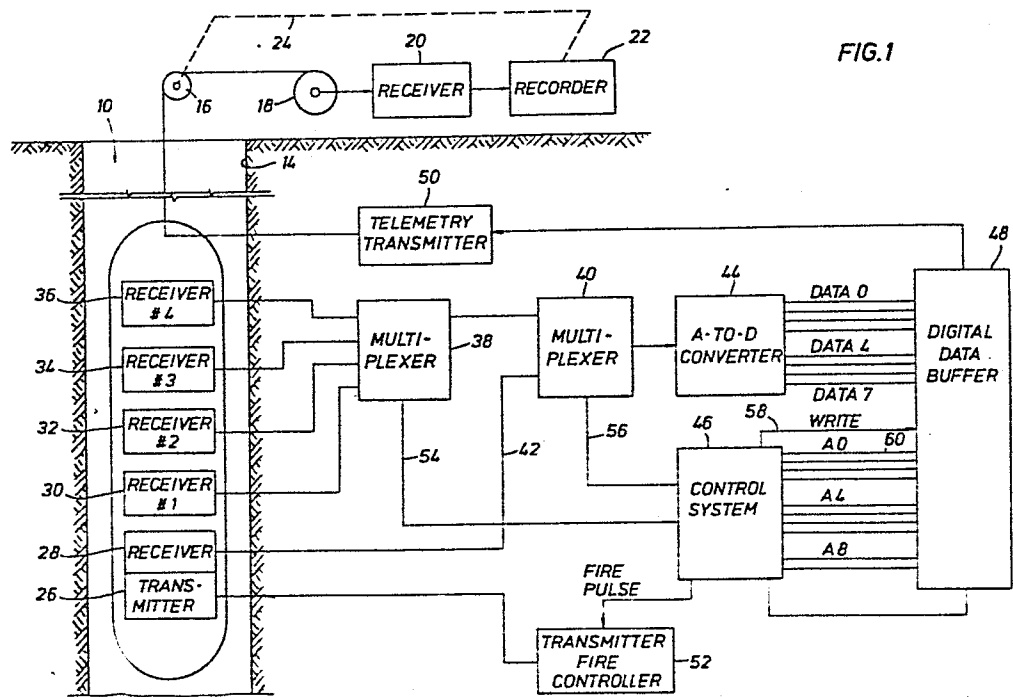 FIG.1
24
20
22
16
18
RECEIVER
RECORDER
10
14
50
TELEMETRY
TRANSMITTER
48
36
RECEIVER
#4
40
44
DATA 0
MULTI-
PLEXER
38
MULTI-
PLEXER
A-TO-D
CONVERTER
DIGITAL
DATA
BUFFER
34
RECEIVER
#3
DATA 4
DATA 7
32
RECEIVER
#2
54
42
56
46
58
WRITE
A0
60
30
RECEIVER
#1
CONTROL
SYSTEM
A4
28
RECEIVER
A8
26
TRANS-
MITTER
FIRE
PULSE
TRANSMITTER
FIRE
CONTROLLER
52